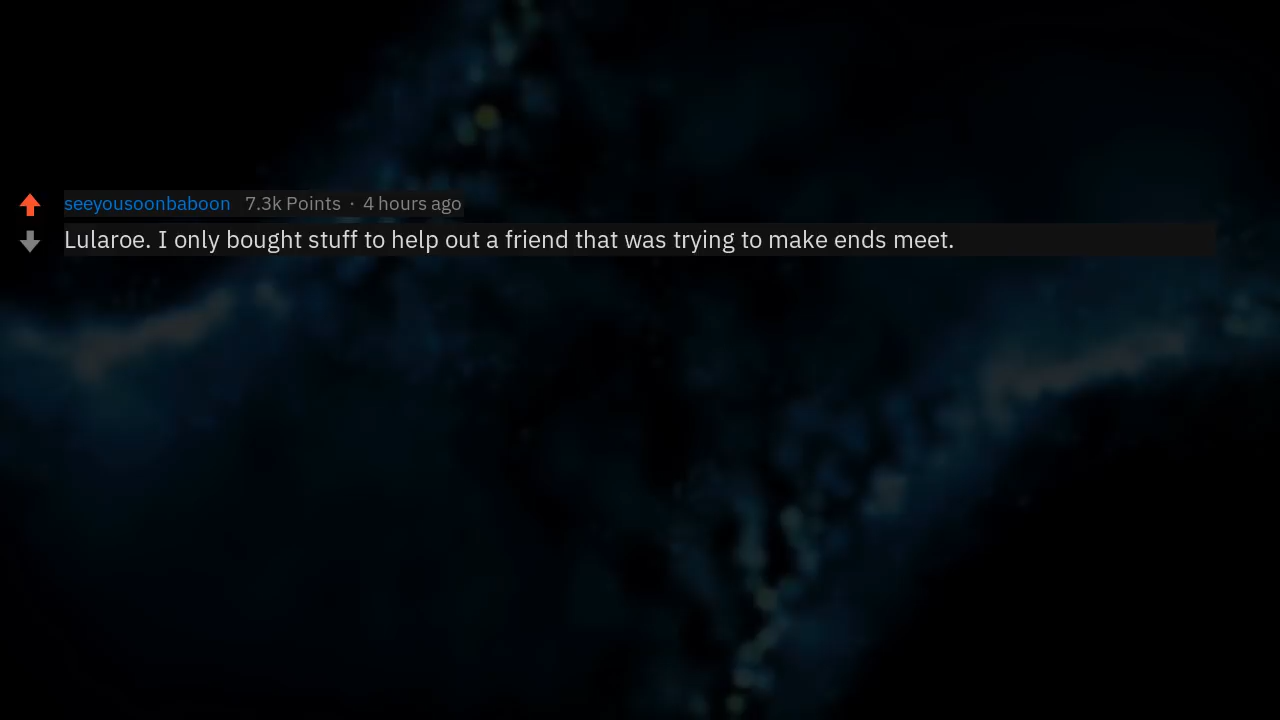 seeyousoonbaboon 7.3k Points · 4 hours ago
Lularoe. I only bought stuff to help out a friend that was trying to make ends meet.